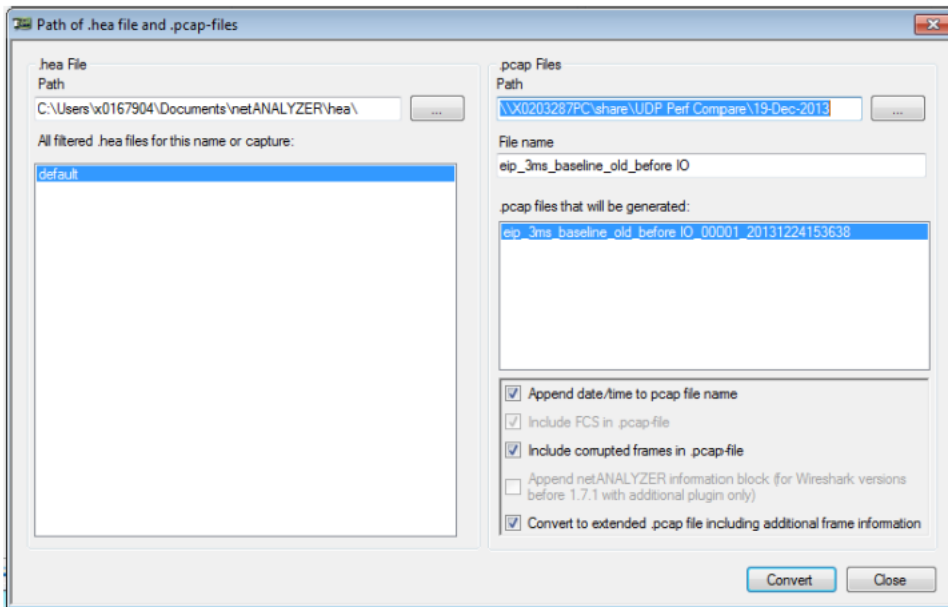 Path of .hea file and .pcap-files
.hea File
Path
C:\Users\x0167904\Documents\netANALYZER\hea\
...
All filtered .hea files for this name or capture:
default
.pcap Files
Path
\\X0203287PC\share\UDP Perf Compare\19-Dec-2013
...
File name
eip_3ms_baseline_old_before IO
.pcap files that will be generated:
eip_3ms_baseline_old_before IO_00001_20131224153638
Append date/time to pcap file name
Include FCS in .pcap-file
Include corrupted frames in .pcap-file
Append netANALYZER information block (for Wireshark versions
before 1.7.1 with additional plugin only)
Convert to extended .pcap file including additional frame information
Convert
Close